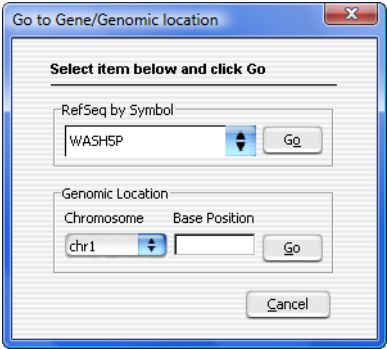 Go to Gene/Genomic location
Select item below and click Go
RefSeq by Symbol
WASH5P
Go
Genomic Location
Chromosome Base Position
chr1
Go
Cancel